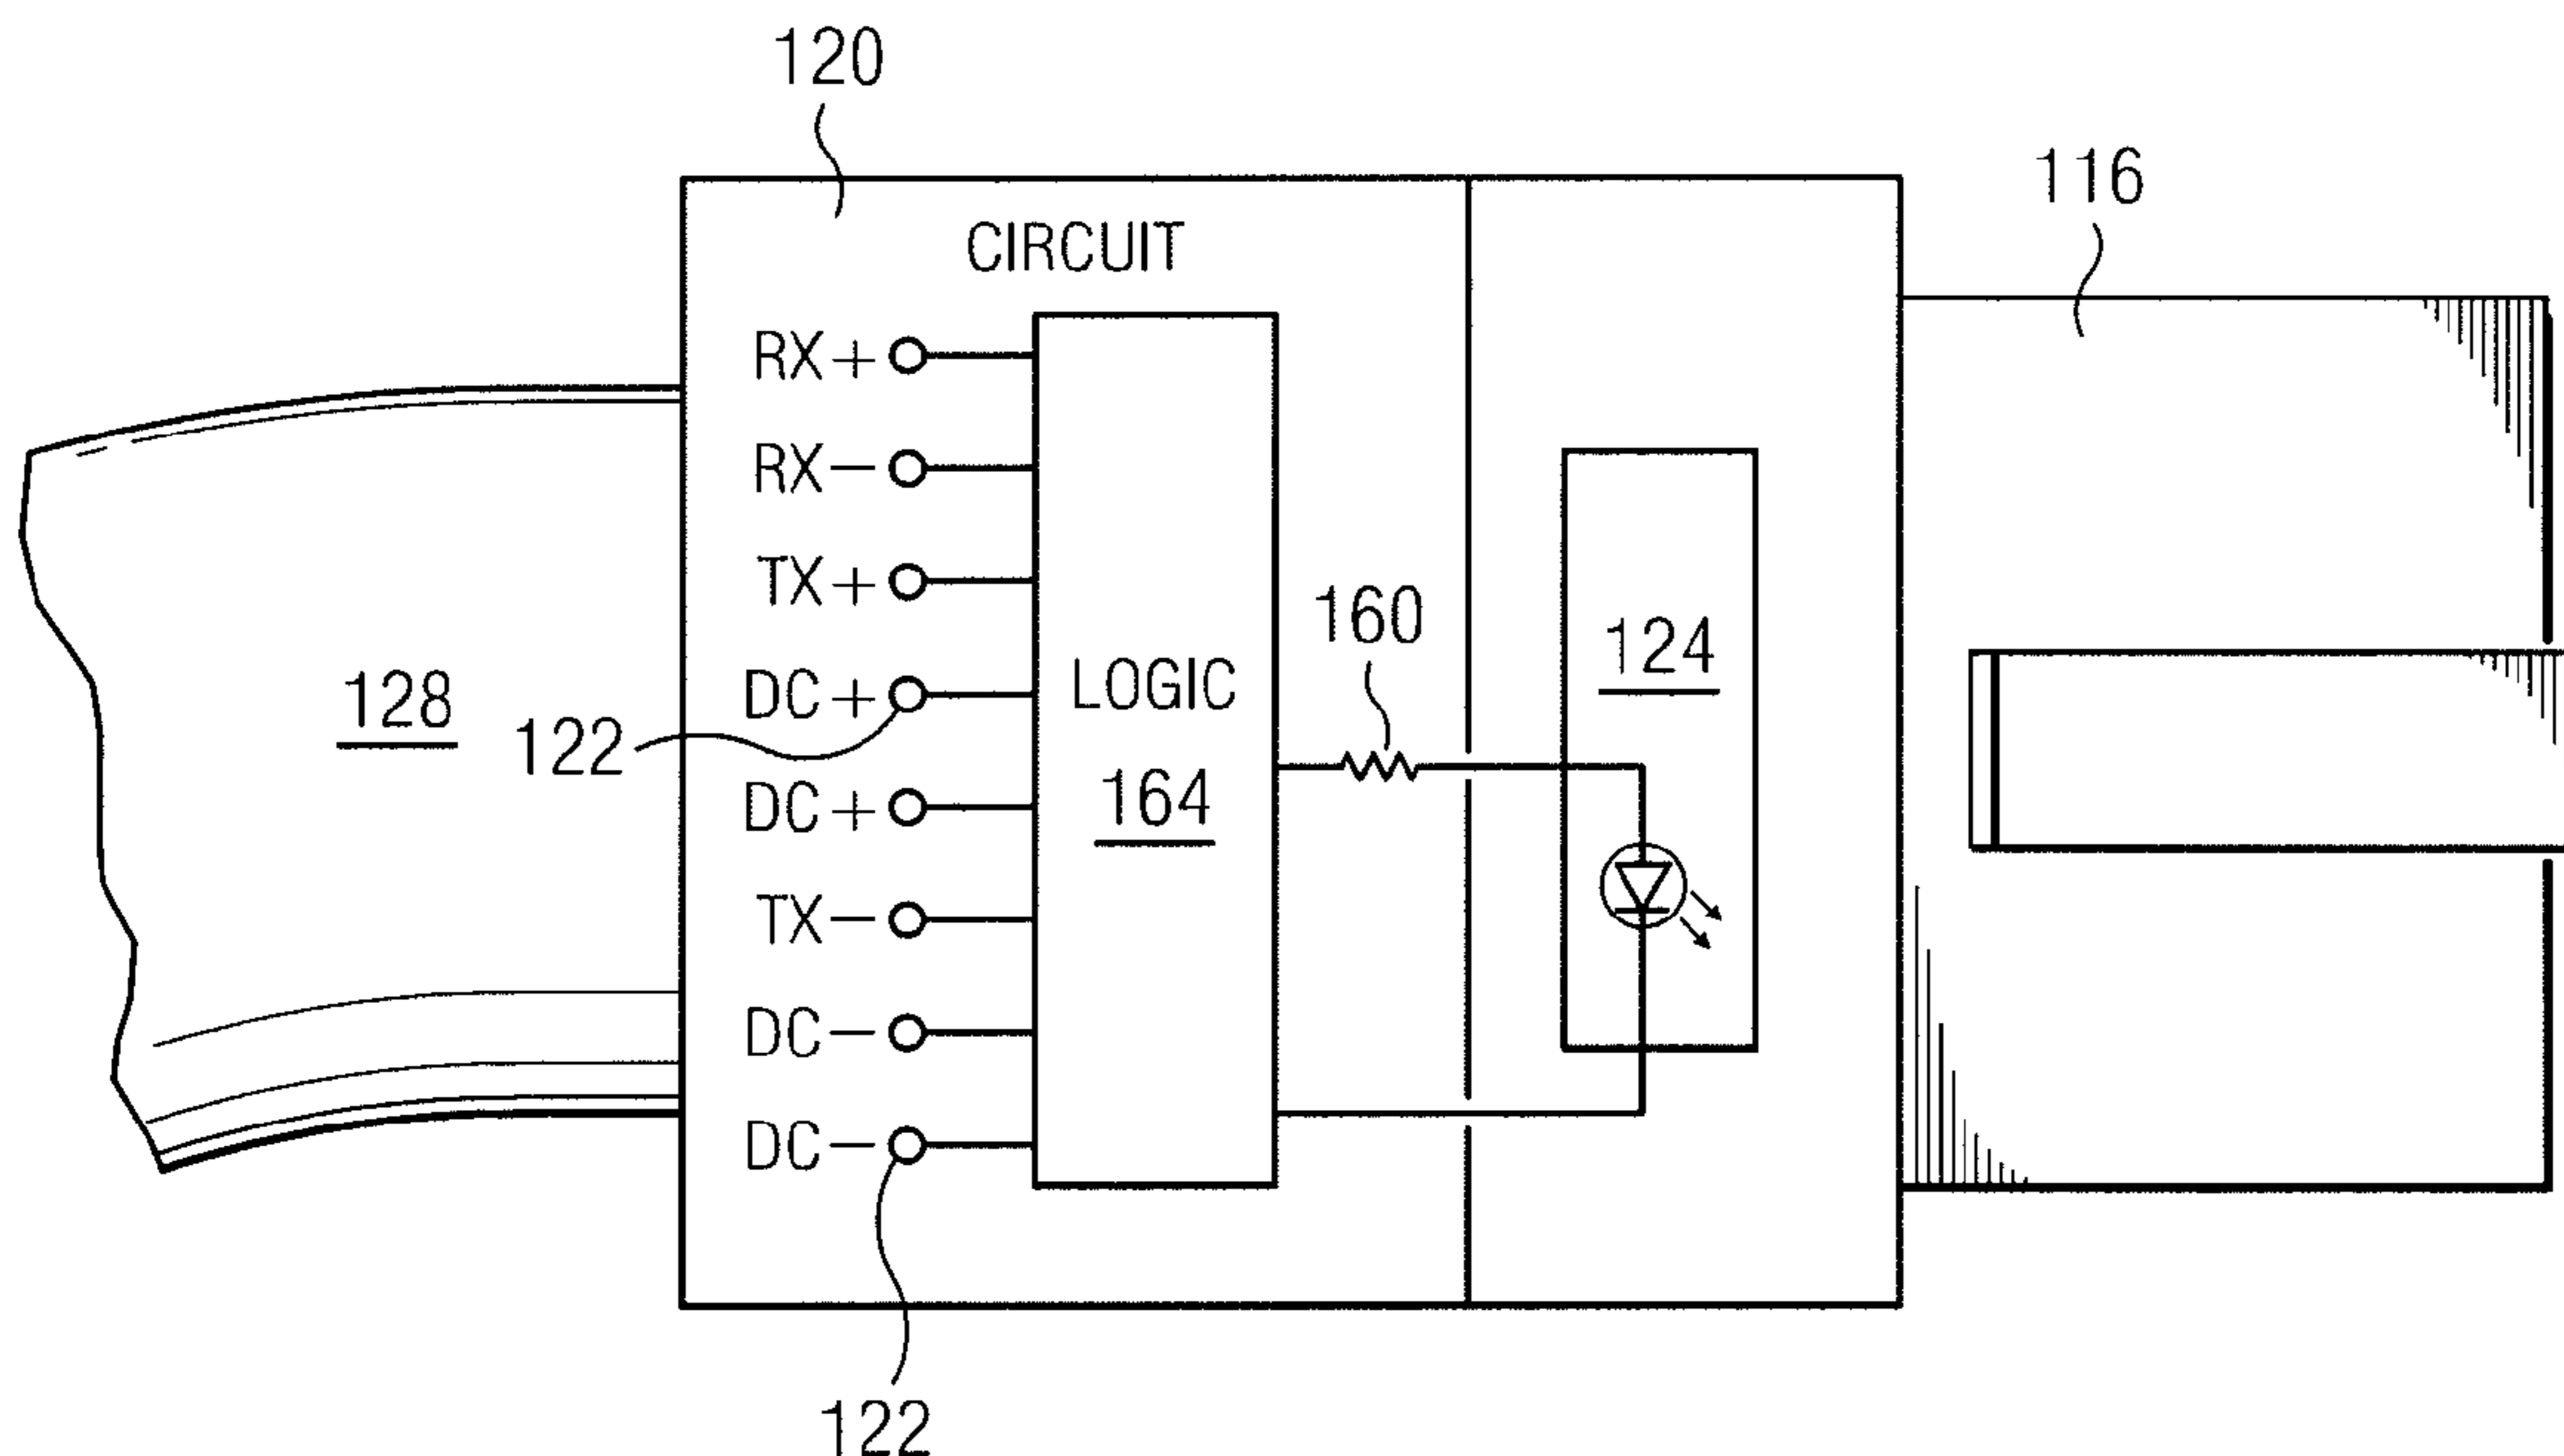 120
116
CIRCUIT
RX+
RX−
TX+
160
124
128
122
DC+
LOGIC
164
DC+
TX−
DC−
DC−
122